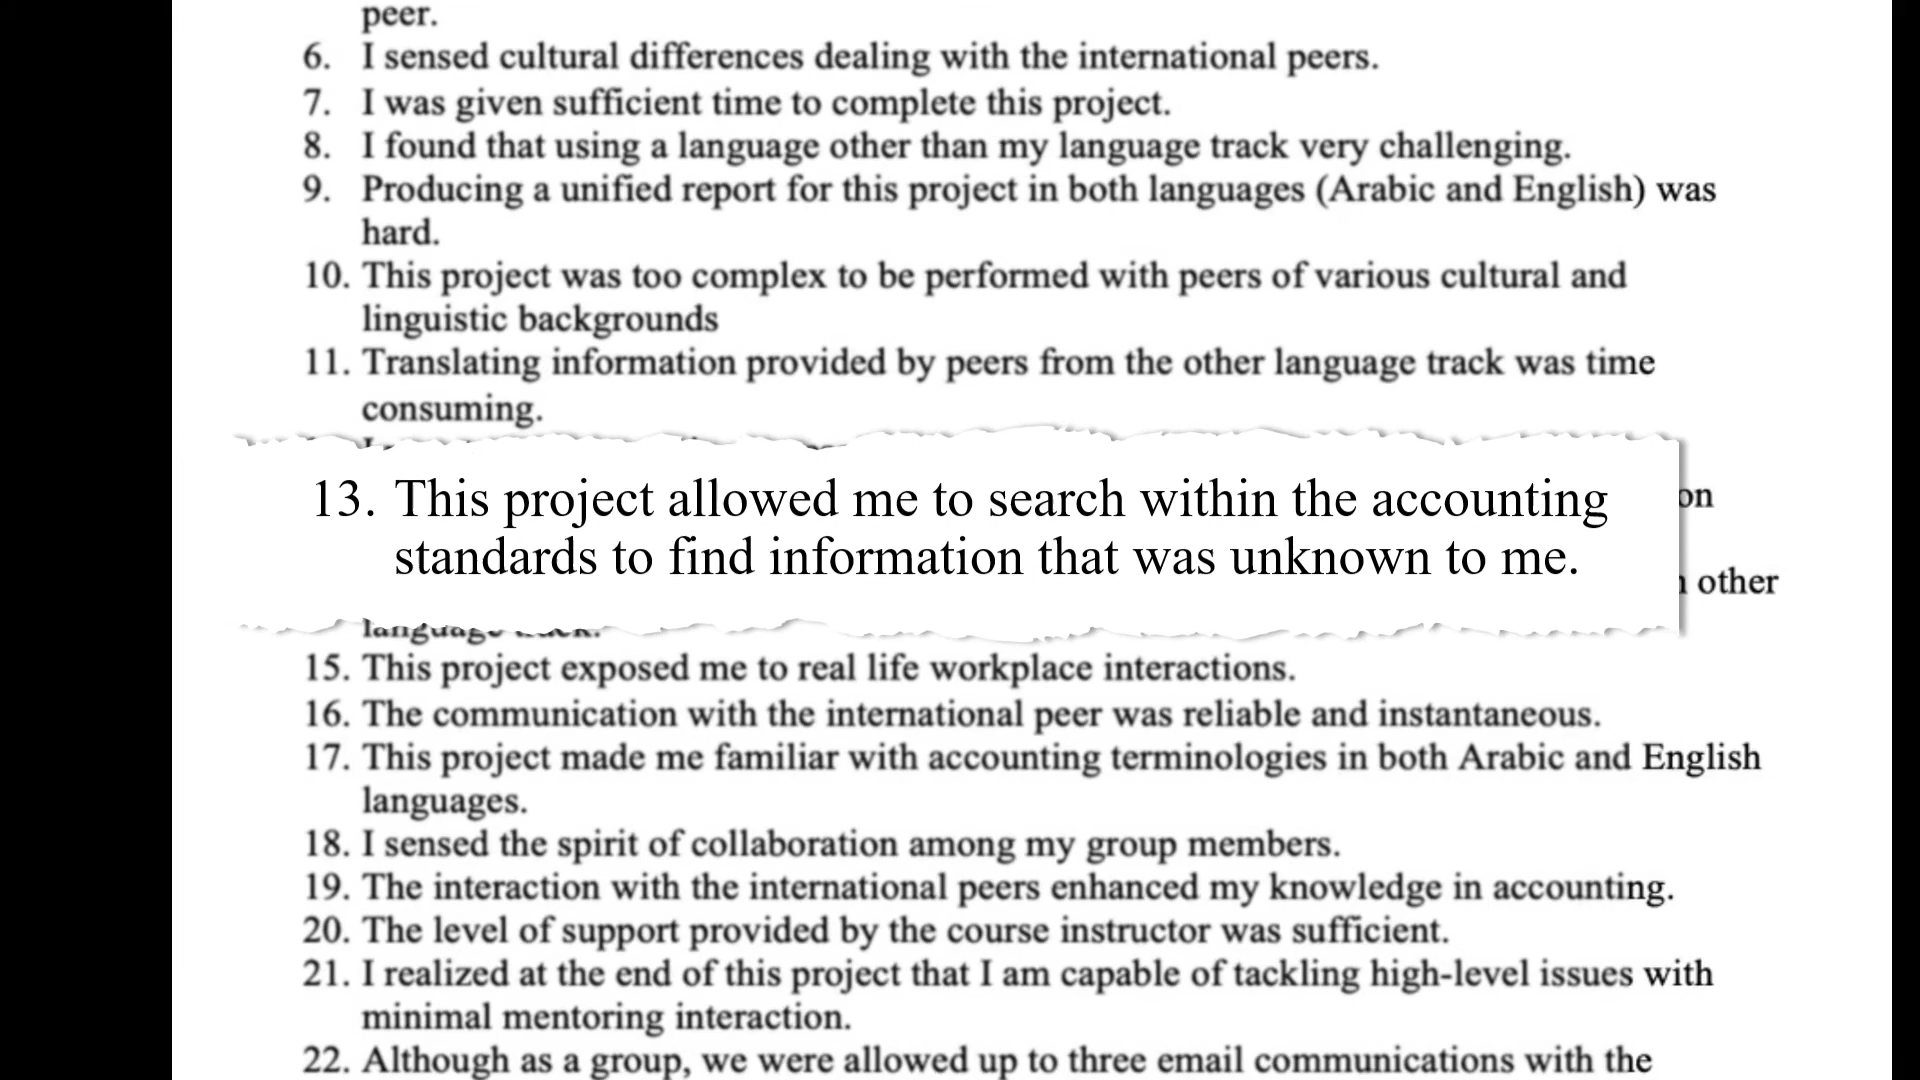 peer.
6. I sensed cultural differences dealing with the international peers.
7. I was given sufficient time to complete this project.
8. I found that using a language other than my language track very challenging.
9. Producing a unified report for this project in both languages (Arabic and English) was
hard.
10. This project was too complex to be performed with peers of various cultural and
linguistic backgrounds
11. Translating information provided by peers from the other language track was time
consuming.
13. This project allowed me to search within the accounting
standards to find information that was unknown to me.
other
language
15. This project exposed me to real life workplace interactions.
16. The communication with the international peer was reliable and instantaneous.
17. This project made me familiar with accounting terminologies in both Arabic and English
languages.
18. I sensed the spirit of collaboration among my group members.
19. The interaction with the international peers enhanced my knowledge in accounting.
20. The level of support provided by the course instructor was sufficient.
21. I realized at the end of this project that I am capable of tackling high-level issues with
minimal mentoring interaction.
22. Although as a group, we were allowed up to three email communications with the